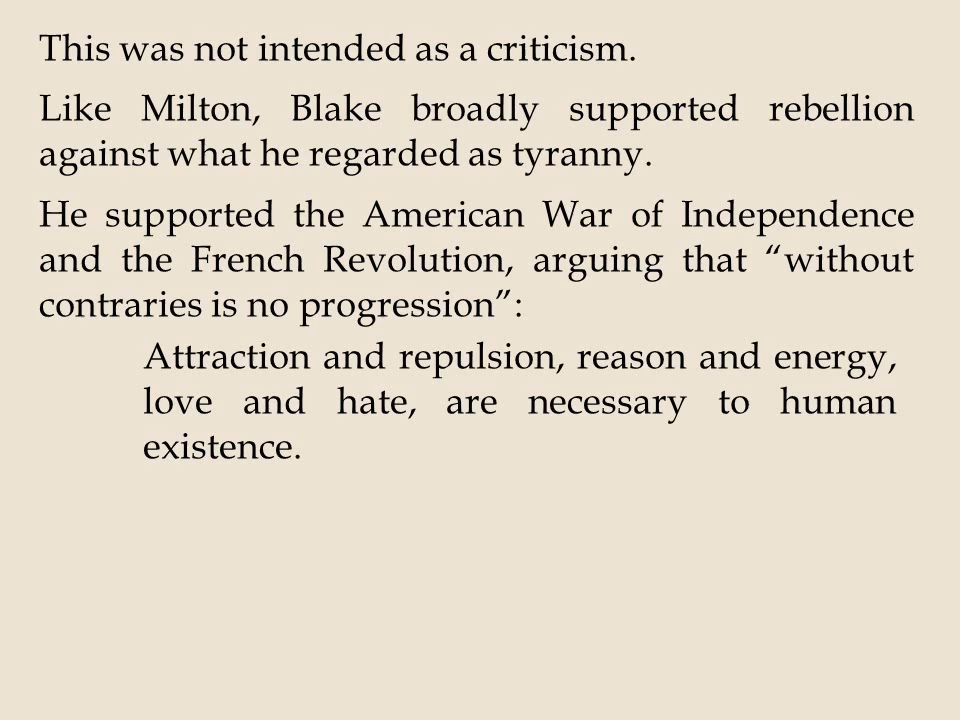 This was not intended as a criticism.
Like Milton, Blake broadly supported rebellion
against what he regarded as tyranny.
He supported the American War of Independence
and the French Revolution, arguing that “without
contraries is no progression”:
Attraction and repulsion, reason and energy,
love and hate, are necessary to human
existence.